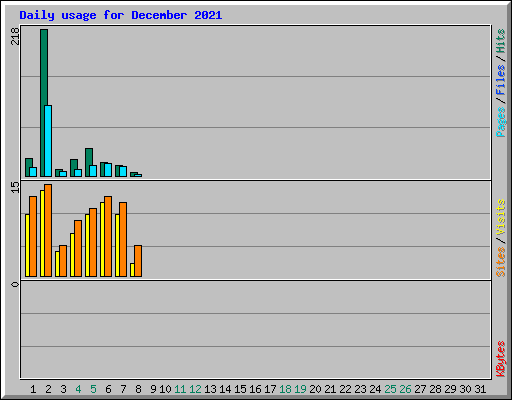 Daily usage for December 2021
218
15
0
Pages/Files/Hits
Sites/Visits
KBytes
1 2 3 4 5 6 7 8 9 10 11 12 13 14 15 16 17 18 19 20 21 22 23 24 25 26 27 28 29 30 31